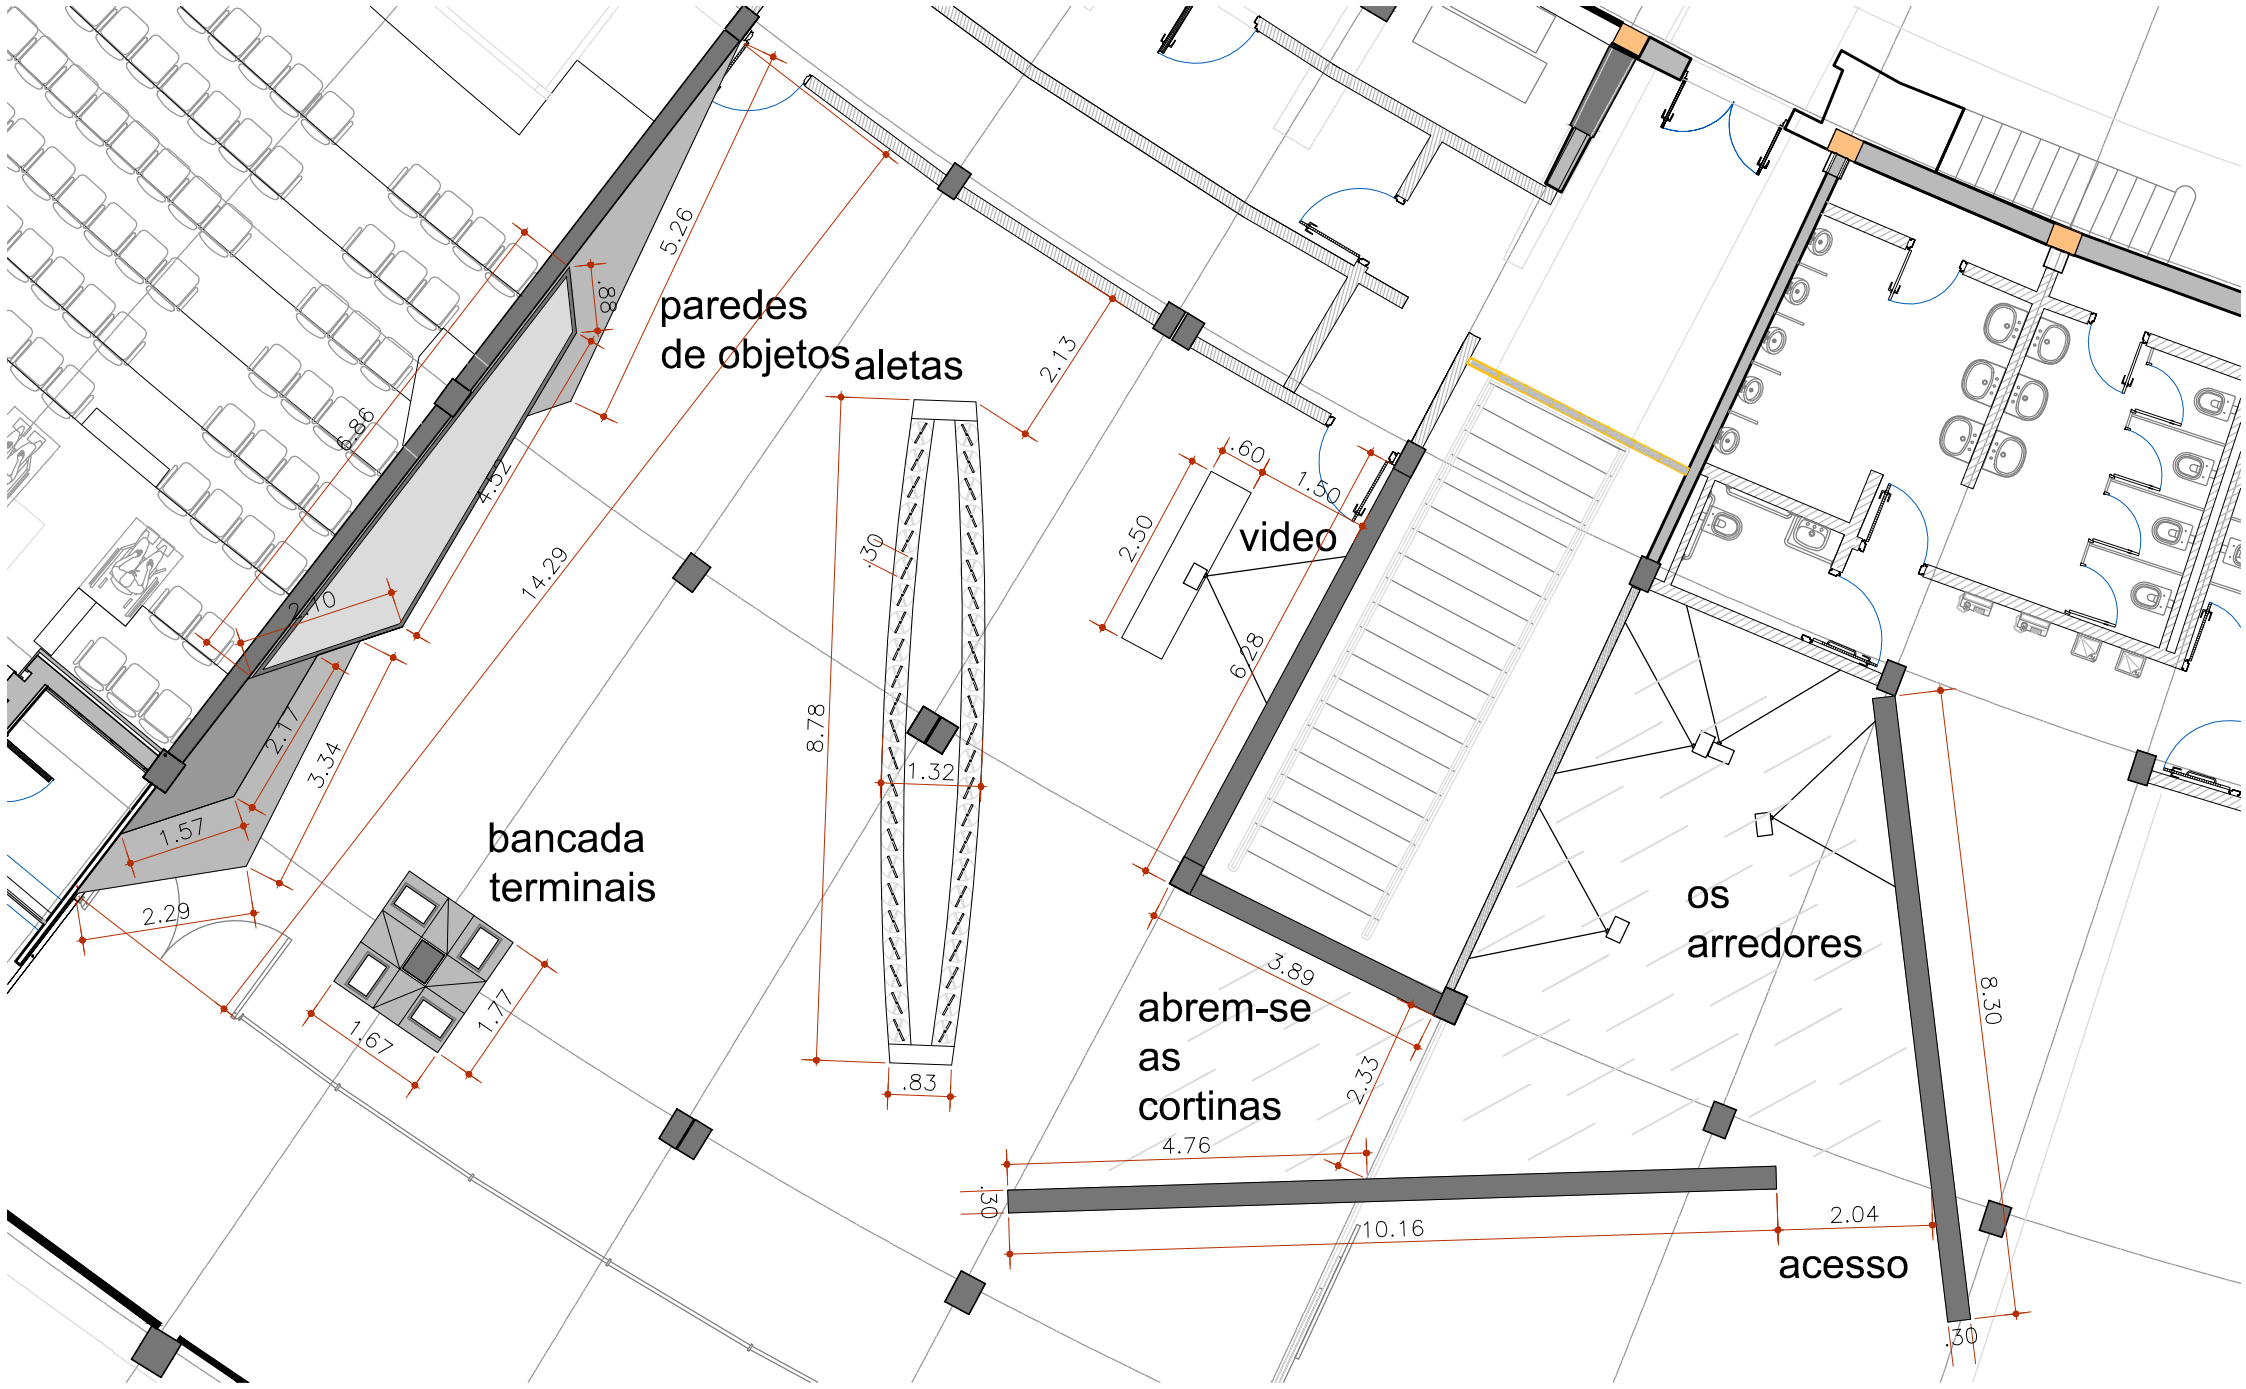 5.26
.88
paredes
de objetos
aletas
2.13
6.86
4.52
.60
1.50
video
2.50
.30
14.29
2.10
6.28
8.78
1.32
2.17
3.34
1.57
2.29
bancada
terminais
1.67
1.77
.83
os
arredores
3.89
abrem-se
as
cortinas
2.33
4.76
.30
10.16
2.04
acesso
8.30
.30